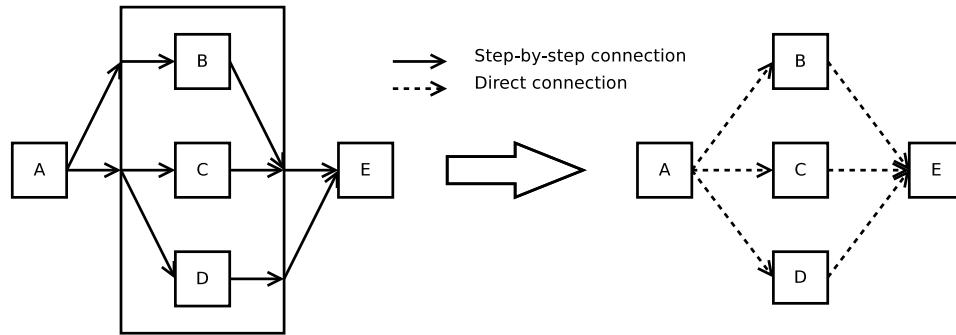 B
Step-by-step connection
Direct connection
B
A
C
E
A
C
E
D
D